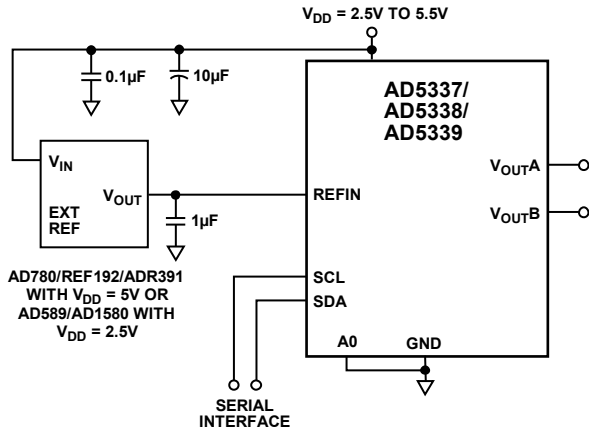 V_DD = 2.5V TO 5.5V
0.1µF
10µF
AD5337/
AD5338/
AD5339
V_IN
V_OUT
EXT
REF
1µF
REFIN
V_OUTA
V_OUTB
AD780/REF192/ADR391
WITH V_DD = 5V OR
AD589/AD1580 WITH
V_DD = 2.5V
SCL
SDA
A0
GND
SERIAL
INTERFACE